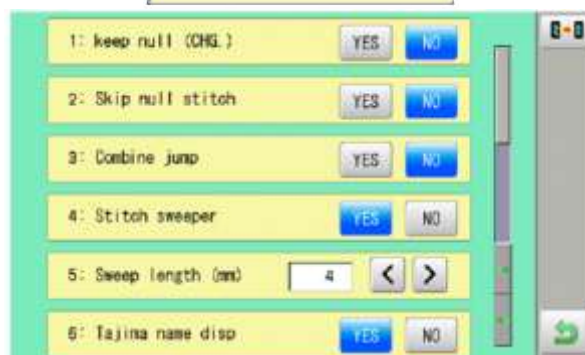 1: keep null (CHG.) YES NO
2: Skip null stitch YES NO
3: Combine jump YES NO
4: Stitch sweeper YES NO
5: Sweep length (mm) 4 < >
6: Tajima name disp YES NO